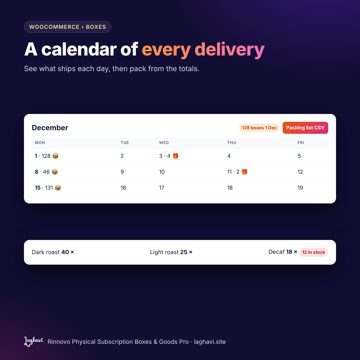 WOOCOMMERCE › BOXES
A calendar of every delivery
See what ships each day, then pack from the totals.
December
128 boxes 1 Dec
Packing list CSV
MON TUE WED THU FRI
1 · 128 📦 2 3 · 4 🎁 4 5
8 · 46 📦 9 10 11 · 2 🎁 12
15 · 131 📦 16 17 18 19
Dark roast 40 × Light roast 25 × Decaf 18 × 12 in stock
laghavi
Rinnovo Physical Subscription Boxes & Goods Pro · laghavi.site